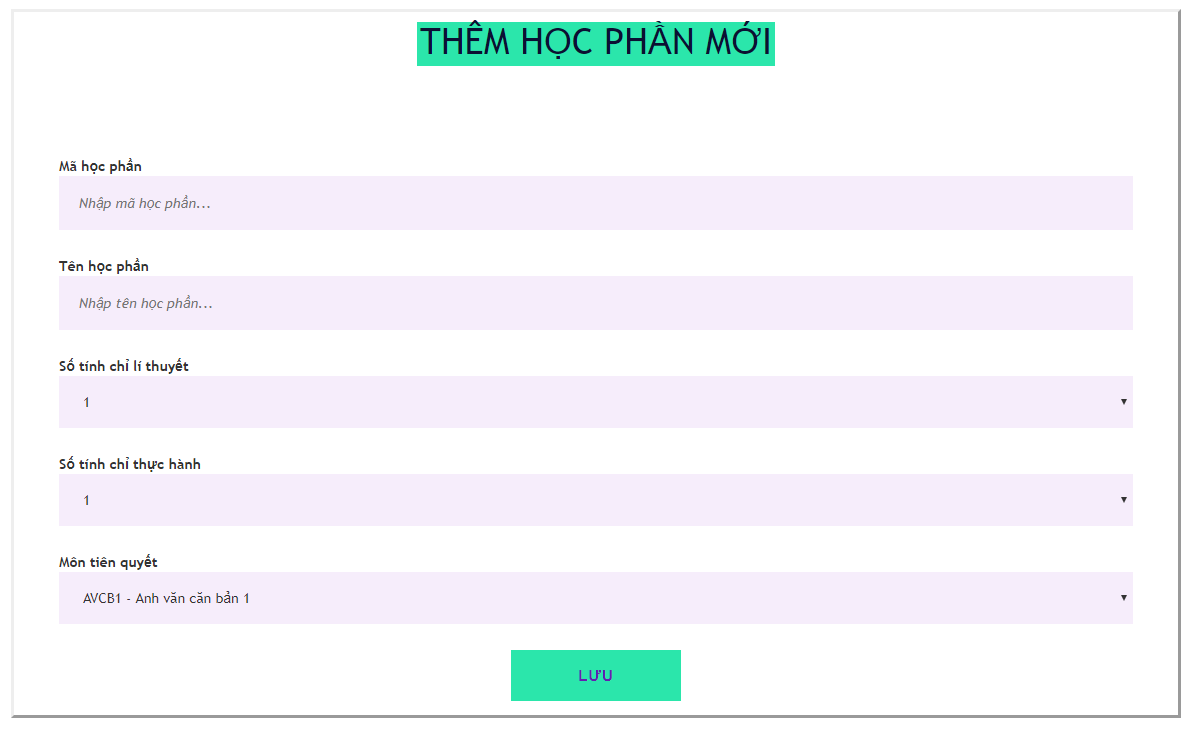 THÊM HỌC PHẦN MỚI
Mã học phần
Nhập mã học phần...
Tên học phần
Nhập tên học phần...
Số tính chỉ lí thuyết
1
Số tính chỉ thực hành
1
Môn tiên quyết
AVCB1 - Anh văn căn bản 1
LƯU